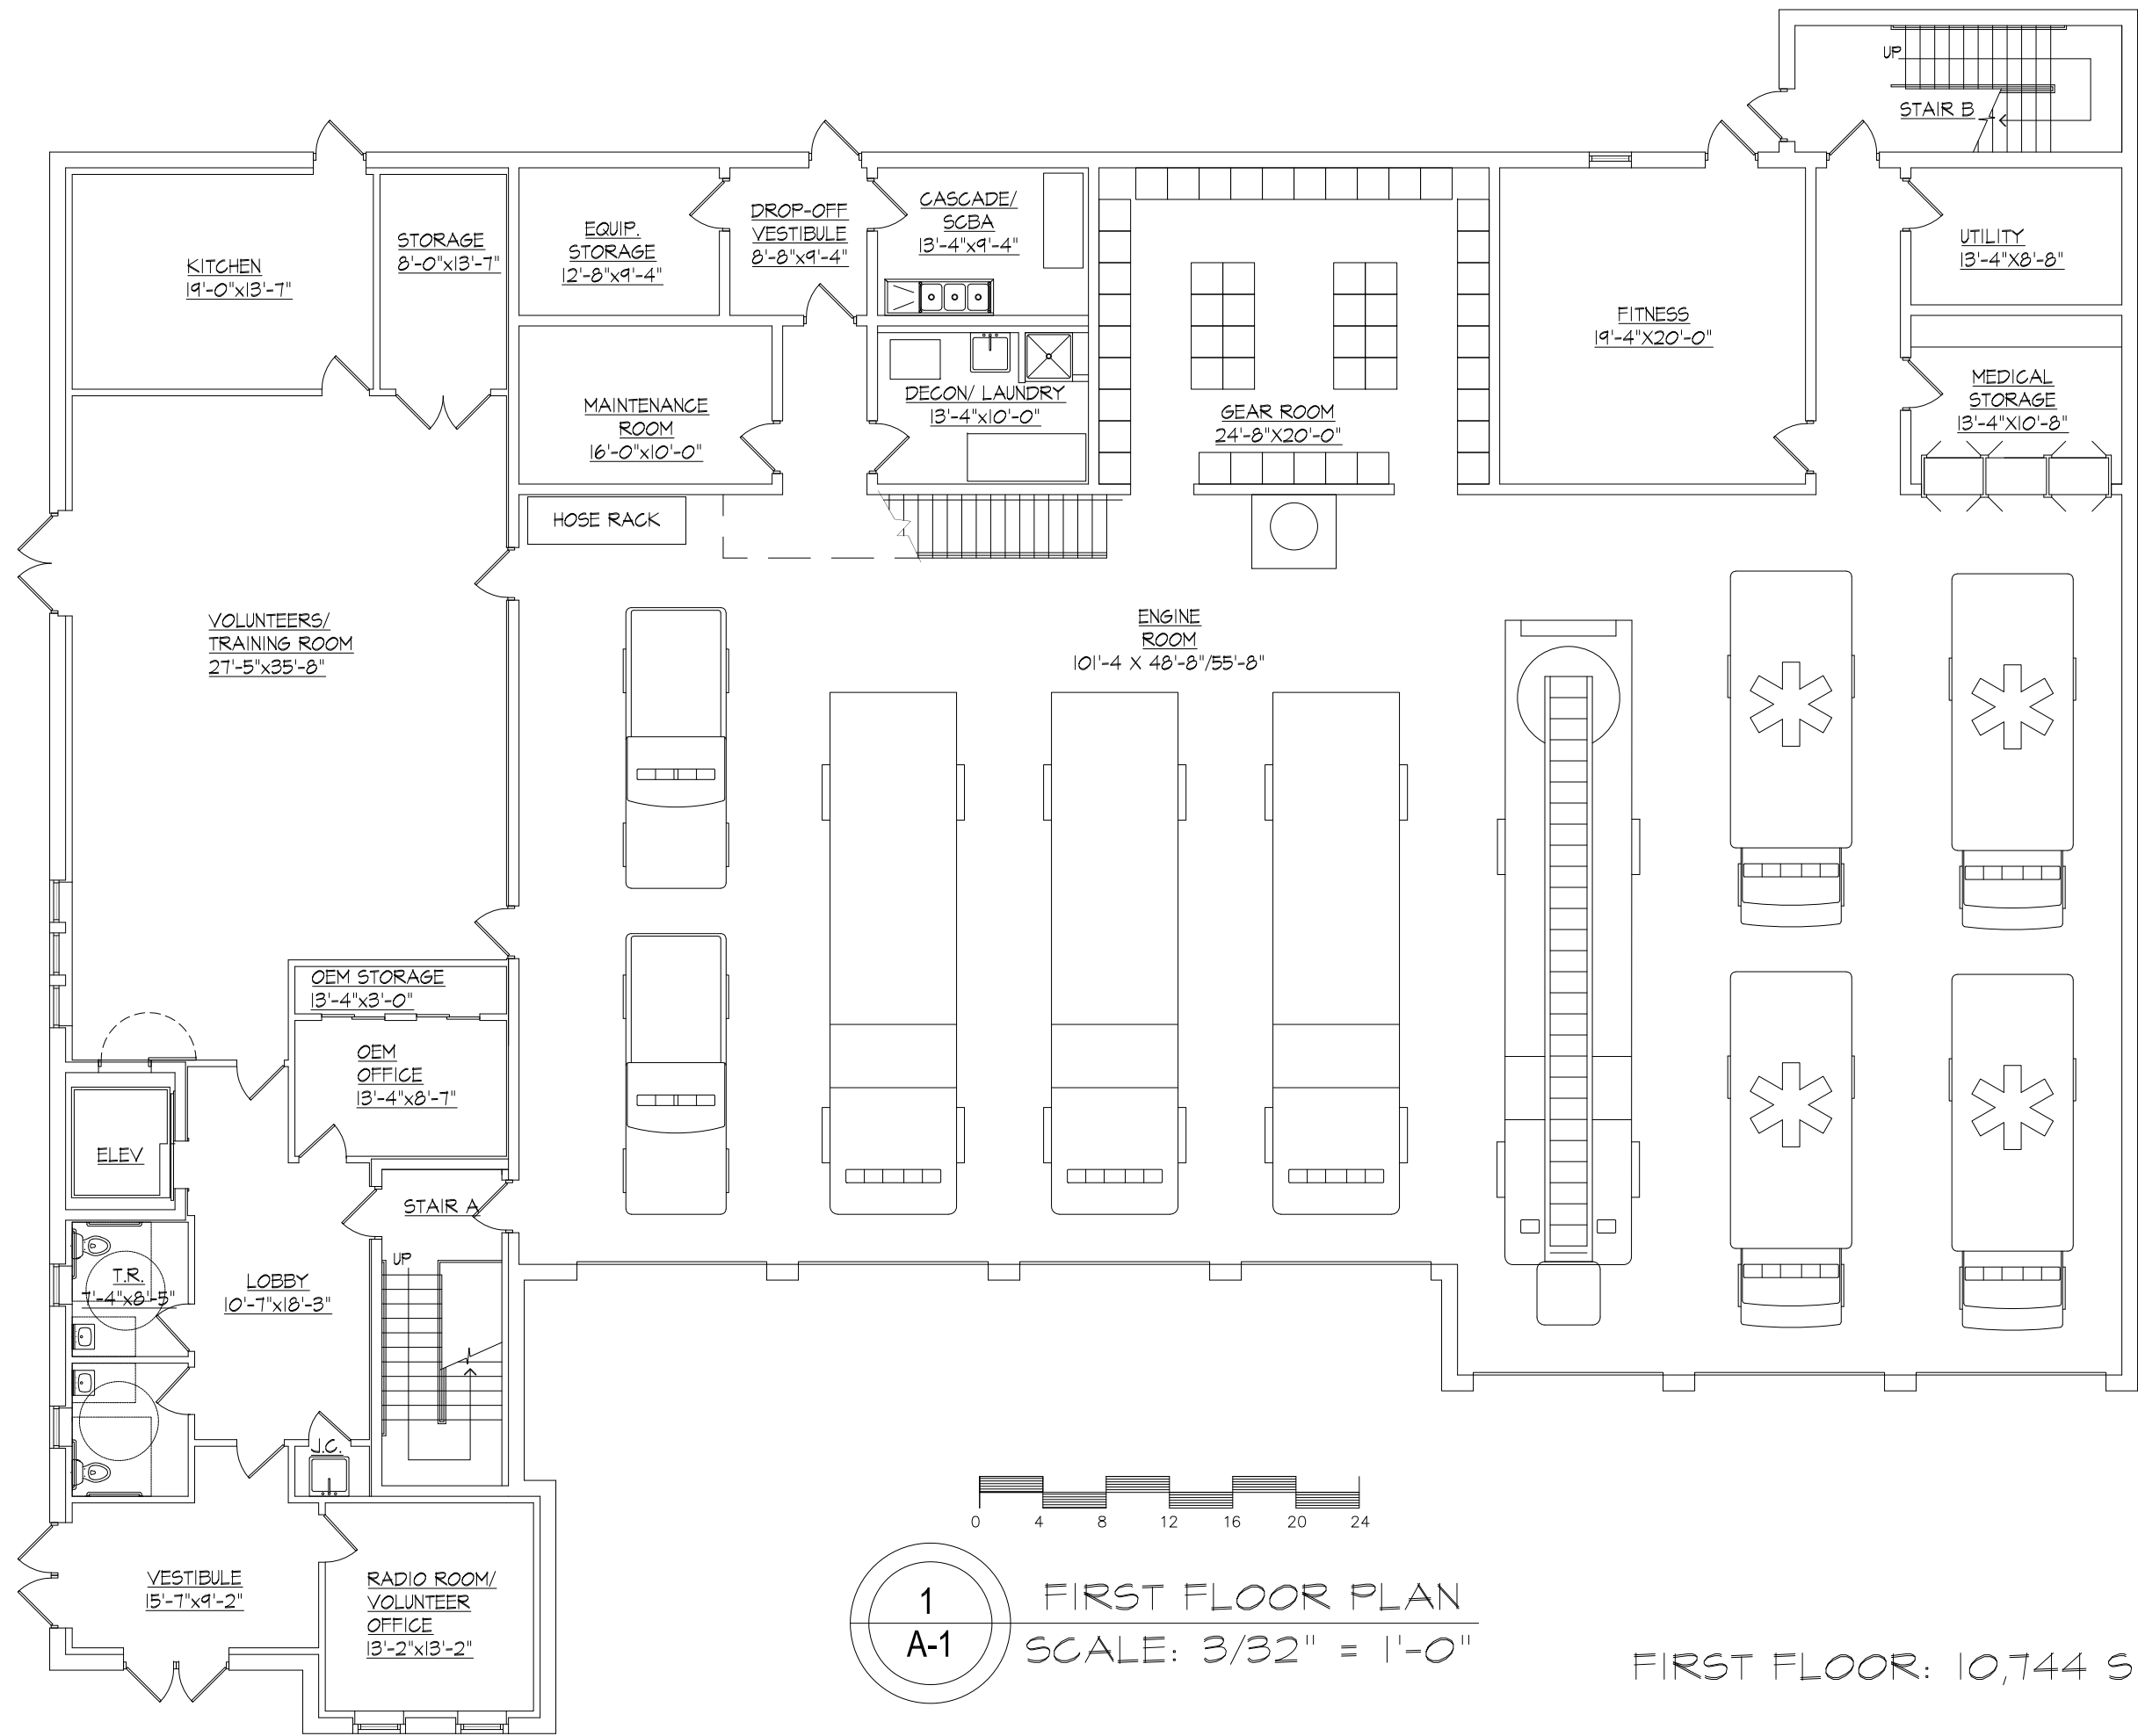 UP
STAIR B
KITCHEN
19'-0"x13'-7"
STORAGE
8'-0"x13'-7"
EQUIP.
STORAGE
12'-8"x9'-4"
DROP-OFF
VESTIBULE
8'-8"x9'-4"
CASCADE/
SCBA
13'-4"x9'-4"
UTILITY
13'-4"X8'-8"
FITNESS
19'-4"X20'-0"
MAINTENANCE
ROOM
16'-0"x10'-0"
DECON/ LAUNDRY
13'-4"x10'-0"
GEAR ROOM
24'-8"X20'-0"
MEDICAL
STORAGE
13'-4"X10'-8"
HOSE RACK
VOLUNTEERS/
TRAINING ROOM
27'-5"x35'-8"
ENGINE
ROOM
101'-4 X 48'-8"/55'-8"
OEM STORAGE
13'-4"x3'-0"
OEM
OFFICE
13'-4"x8'-7"
ELEV
STAIR A
UP
T.R.
7'-4"x8'-5"
LOBBY
10'-7"x18'-3"
J.C.
VESTIBULE
15'-7"x9'-2"
RADIO ROOM/
VOLUNTEER
OFFICE
13'-2"x13'-2"
0 4 8 12 16 20 24
1
A-1
FIRST FLOOR PLAN
SCALE: 3/32" = 1'-0"
FIRST FLOOR: 10,744 S